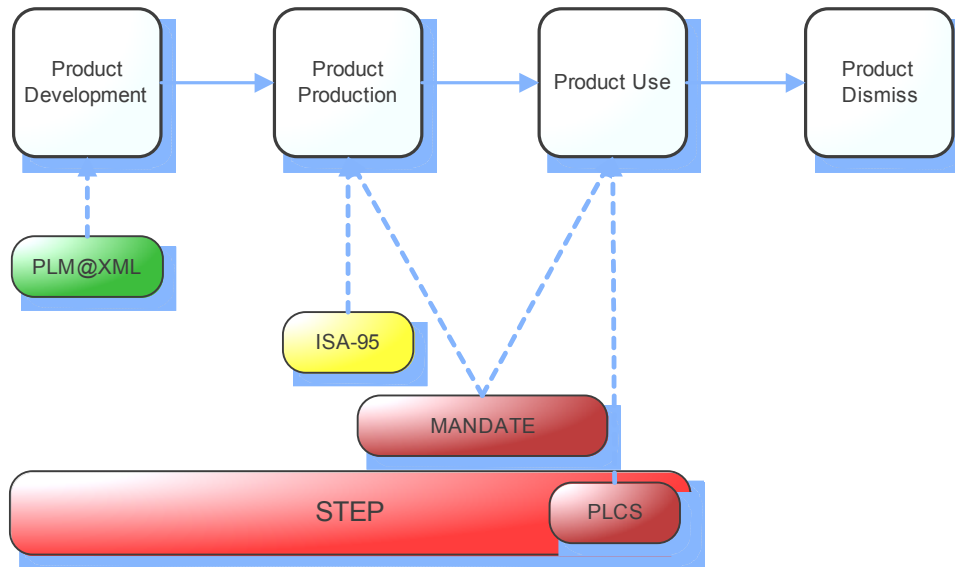 Product
Development
Product
Production
Product Use
Product
Dismiss
PLM@XML
ISA-95
MANDATE
STEP
PLCS